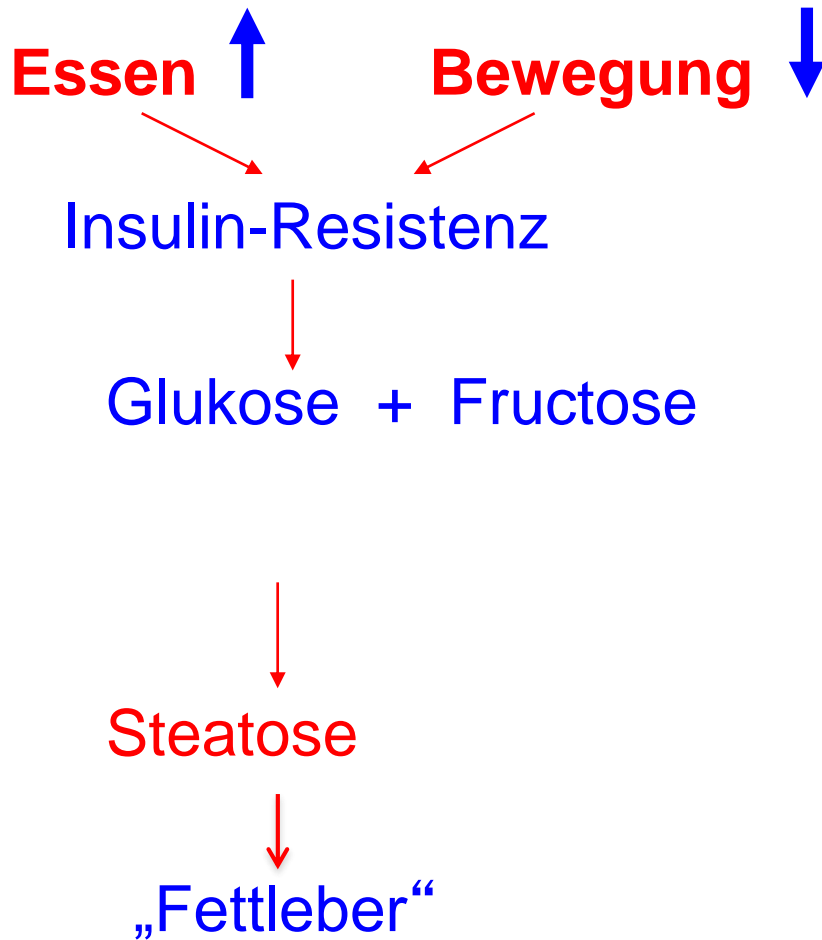 Essen Bewegung
Insulin-Resistenz
Glukose + Fructose
Steatose
„Fettleber“